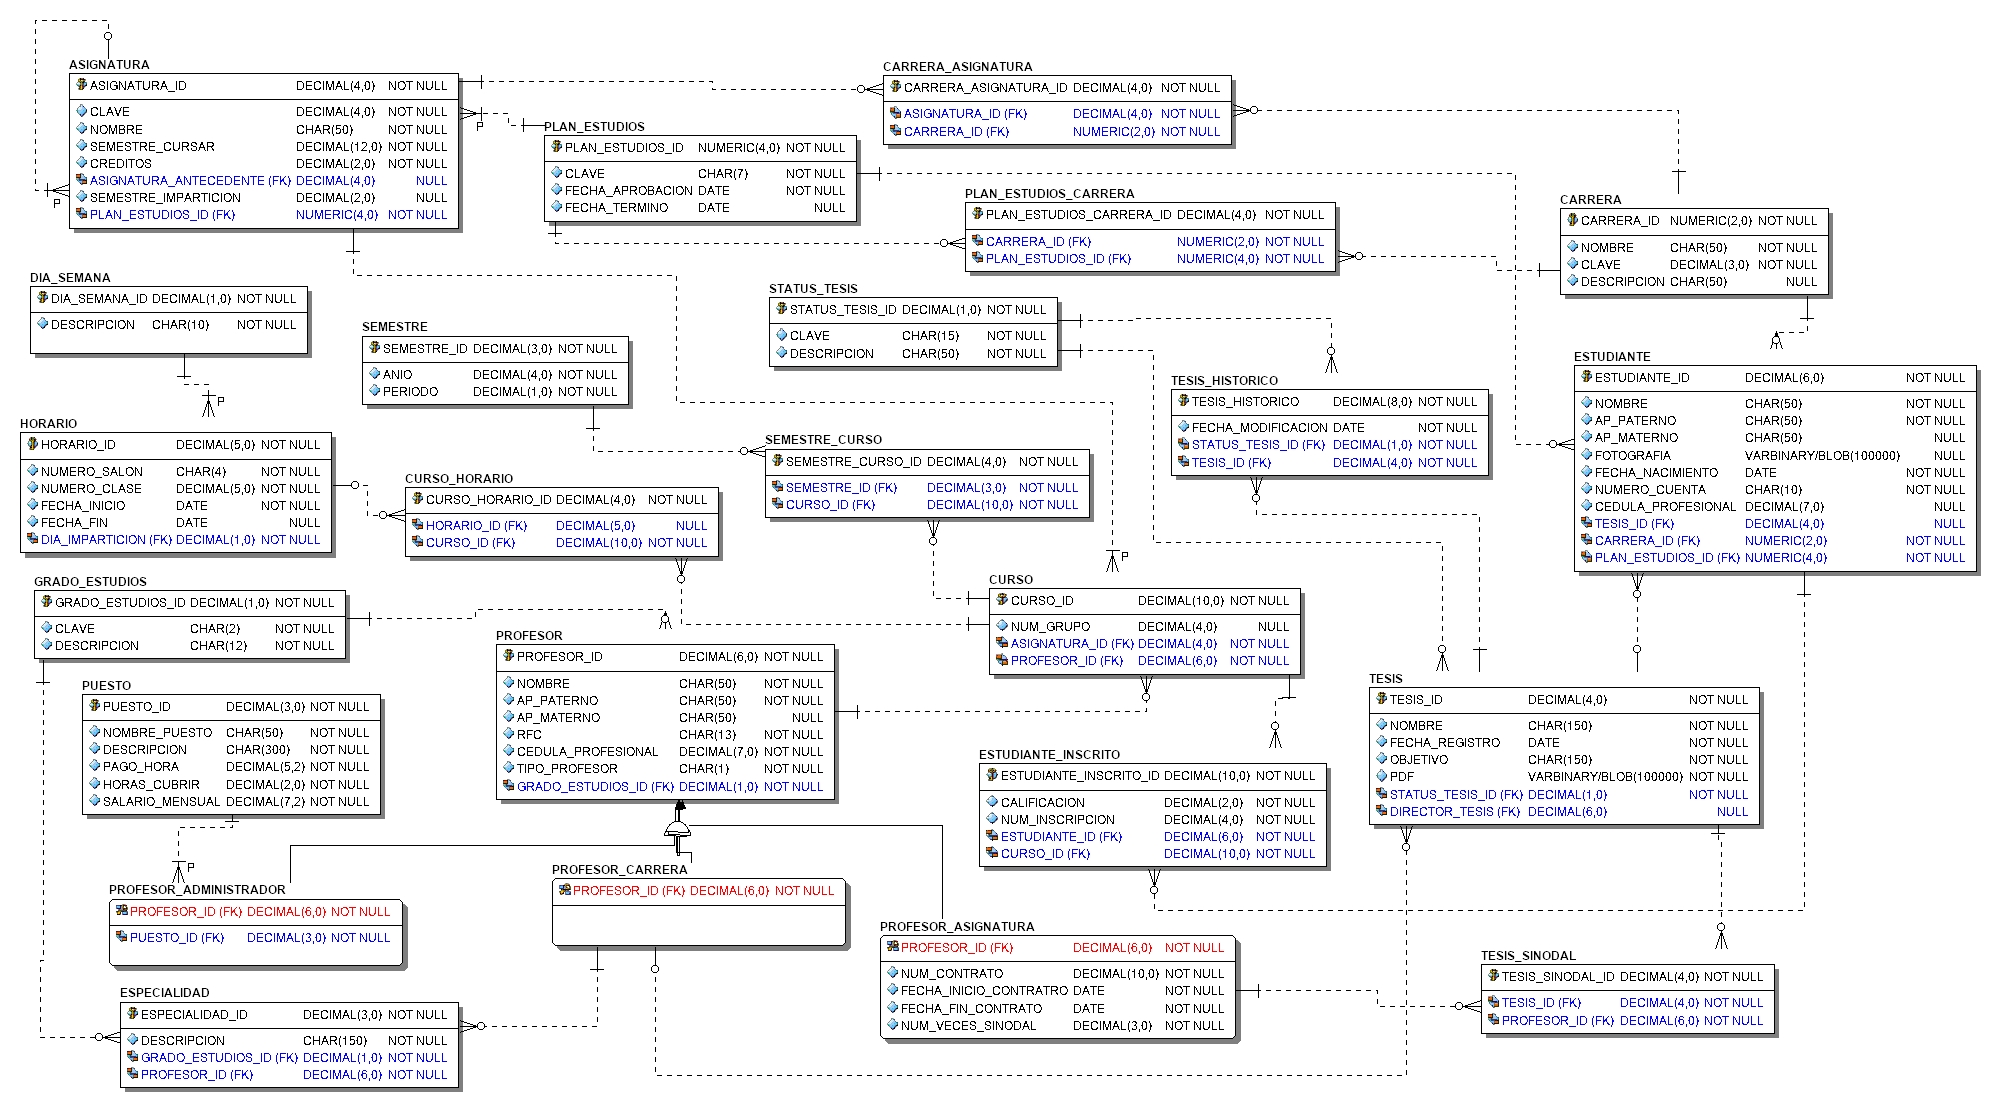 ASIGNATURA
ASIGNATURA_ID DECIMAL(4,0) NOT NULL
CLAVE DECIMAL(4,0) NOT NULL
NOMBRE CHAR(50) NOT NULL
SEMESTRE_CURSAR DECIMAL(12,0) NOT NULL
CREDITOS DECIMAL(2,0) NOT NULL
ASIGNATURA_ANTECEDENTE (FK) DECIMAL(4,0) NULL
SEMESTRE_IMPARTICION DECIMAL(2,0) NULL
PLAN_ESTUDIOS_ID (FK) NUMERIC(4,0) NOT NULL
P
P
CARRERA_ASIGNATURA
CARRERA_ASIGNATURA_ID DECIMAL(4,0) NOT NULL
ASIGNATURA_ID (FK) DECIMAL(4,0) NOT NULL
CARRERA_ID (FK) NUMERIC(2,0) NOT NULL
PLAN_ESTUDIOS
PLAN_ESTUDIOS_ID NUMERIC(4,0) NOT NULL
CLAVE CHAR(7) NOT NULL
FECHA_APROBACION DATE NOT NULL
FECHA_TERMINO DATE NULL
PLAN_ESTUDIOS_CARRERA
PLAN_ESTUDIOS_CARRERA_ID DECIMAL(4,0) NOT NULL
CARRERA_ID (FK) NUMERIC(2,0) NOT NULL
PLAN_ESTUDIOS_ID (FK) NUMERIC(4,0) NOT NULL
CARRERA
CARRERA_ID NUMERIC(2,0) NOT NULL
NOMBRE CHAR(50) NOT NULL
CLAVE DECIMAL(3,0) NOT NULL
DESCRIPCION CHAR(50) NULL
DIA_SEMANA
DIA_SEMANA_ID DECIMAL(1,0) NOT NULL
DESCRIPCION CHAR(10) NOT NULL
P
SEMESTRE
SEMESTRE_ID DECIMAL(3,0) NOT NULL
ANIO DECIMAL(4,0) NOT NULL
PERIODO DECIMAL(1,0) NOT NULL
STATUS_TESIS
STATUS_TESIS_ID DECIMAL(1,0) NOT NULL
CLAVE CHAR(15) NOT NULL
DESCRIPCION CHAR(50) NOT NULL
TESIS_HISTORICO
TESIS_HISTORICO DECIMAL(8,0) NOT NULL
FECHA_MODIFICACION DATE NOT NULL
STATUS_TESIS_ID (FK) DECIMAL(1,0) NOT NULL
TESIS_ID (FK) DECIMAL(4,0) NOT NULL
ESTUDIANTE
ESTUDIANTE_ID DECIMAL(6,0) NOT NULL
NOMBRE CHAR(50) NOT NULL
AP_PATERNO CHAR(50) NOT NULL
AP_MATERNO CHAR(50) NULL
FOTOGRAFIA VARBINARY/BLOB(100000) NULL
FECHA_NACIMIENTO DATE NOT NULL
NUMERO_CUENTA CHAR(10) NOT NULL
CEDULA_PROFESIONAL DECIMAL(7,0) NULL
TESIS_ID (FK) DECIMAL(4,0) NULL
CARRERA_ID (FK) NUMERIC(2,0) NOT NULL
PLAN_ESTUDIOS_ID (FK) NUMERIC(4,0) NOT NULL
HORARIO
HORARIO_ID DECIMAL(5,0) NOT NULL
NUMERO_SALON CHAR(4) NOT NULL
NUMERO_CLASE DECIMAL(5,0) NOT NULL
FECHA_INICIO DATE NOT NULL
FECHA_FIN DATE NULL
DIA_IMPARTICION (FK) DECIMAL(1,0) NOT NULL
CURSO_HORARIO
CURSO_HORARIO_ID DECIMAL(4,0) NOT NULL
HORARIO_ID (FK) DECIMAL(5,0) NULL
CURSO_ID (FK) DECIMAL(10,0) NOT NULL
SEMESTRE_CURSO
SEMESTRE_CURSO_ID DECIMAL(4,0) NOT NULL
SEMESTRE_ID (FK) DECIMAL(3,0) NOT NULL
CURSO_ID (FK) DECIMAL(10,0) NOT NULL
P
CURSO
CURSO_ID DECIMAL(10,0) NOT NULL
NUM_GRUPO DECIMAL(4,0) NULL
ASIGNATURA_ID (FK) DECIMAL(4,0) NOT NULL
PROFESOR_ID (FK) DECIMAL(6,0) NOT NULL
GRADO_ESTUDIOS
GRADO_ESTUDIOS_ID DECIMAL(1,0) NOT NULL
CLAVE CHAR(2) NOT NULL
DESCRIPCION CHAR(12) NOT NULL
PROFESOR
PROFESOR_ID DECIMAL(6,0) NOT NULL
NOMBRE CHAR(50) NOT NULL
AP_PATERNO CHAR(50) NOT NULL
AP_MATERNO CHAR(50) NULL
RFC CHAR(13) NOT NULL
CEDULA_PROFESIONAL DECIMAL(7,0) NOT NULL
TIPO_PROFESOR CHAR(1) NOT NULL
GRADO_ESTUDIOS_ID (FK) DECIMAL(1,0) NOT NULL
PUESTO
PUESTO_ID DECIMAL(3,0) NOT NULL
NOMBRE_PUESTO CHAR(50) NOT NULL
DESCRIPCION CHAR(300) NOT NULL
PAGO_HORA DECIMAL(5,2) NOT NULL
HORAS_CUBRIR DECIMAL(2,0) NOT NULL
SALARIO_MENSUAL DECIMAL(7,2) NOT NULL
P
TESIS
TESIS_ID DECIMAL(4,0) NOT NULL
NOMBRE CHAR(150) NOT NULL
FECHA_REGISTRO DATE NOT NULL
OBJETIVO CHAR(150) NOT NULL
PDF VARBINARY/BLOB(100000) NOT NULL
STATUS_TESIS_ID (FK) DECIMAL(1,0) NOT NULL
DIRECTOR_TESIS (FK) DECIMAL(6,0) NULL
ESTUDIANTE_INSCRITO
ESTUDIANTE_INSCRITO_ID DECIMAL(10,0) NOT NULL
CALIFICACION DECIMAL(2,0) NOT NULL
NUM_INSCRIPCION DECIMAL(4,0) NOT NULL
ESTUDIANTE_ID (FK) DECIMAL(6,0) NOT NULL
CURSO_ID (FK) DECIMAL(10,0) NOT NULL
PROFESOR_ADMINISTRADOR
PROFESOR_ID (FK) DECIMAL(6,0) NOT NULL
PUESTO_ID (FK) DECIMAL(3,0) NOT NULL
PROFESOR_CARRERA
PROFESOR_ID (FK) DECIMAL(6,0) NOT NULL
PROFESOR_ASIGNATURA
PROFESOR_ID (FK) DECIMAL(6,0) NOT NULL
NUM_CONTRATO DECIMAL(10,0) NOT NULL
FECHA_INICIO_CONTRATRO DATE NOT NULL
FECHA_FIN_CONTRATO DATE NOT NULL
NUM_VECES_SINODAL DECIMAL(3,0) NOT NULL
TESIS_SINODAL
TESIS_SINODAL_ID DECIMAL(4,0) NOT NULL
TESIS_ID (FK) DECIMAL(4,0) NOT NULL
PROFESOR_ID (FK) DECIMAL(6,0) NOT NULL
ESPECIALIDAD
ESPECIALIDAD_ID DECIMAL(3,0) NOT NULL
DESCRIPCION CHAR(150) NOT NULL
GRADO_ESTUDIOS_ID (FK) DECIMAL(1,0) NOT NULL
PROFESOR_ID (FK) DECIMAL(6,0) NOT NULL